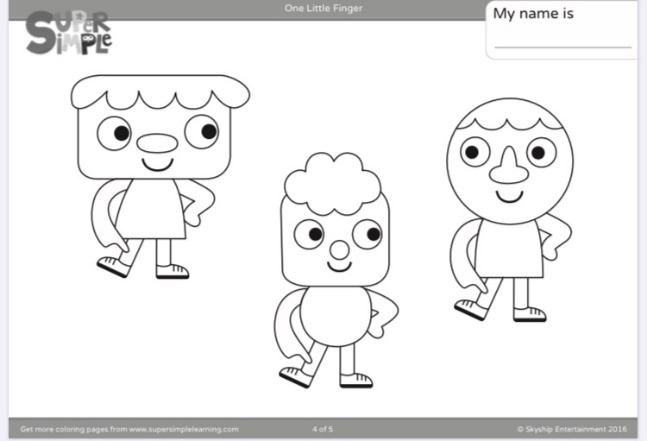 One Little Finger
SUPER
SiMPLE
My name is
Get more coloring pages from www.supersimplelearning.com
4 of 5
© Skyship Entertainment 2016